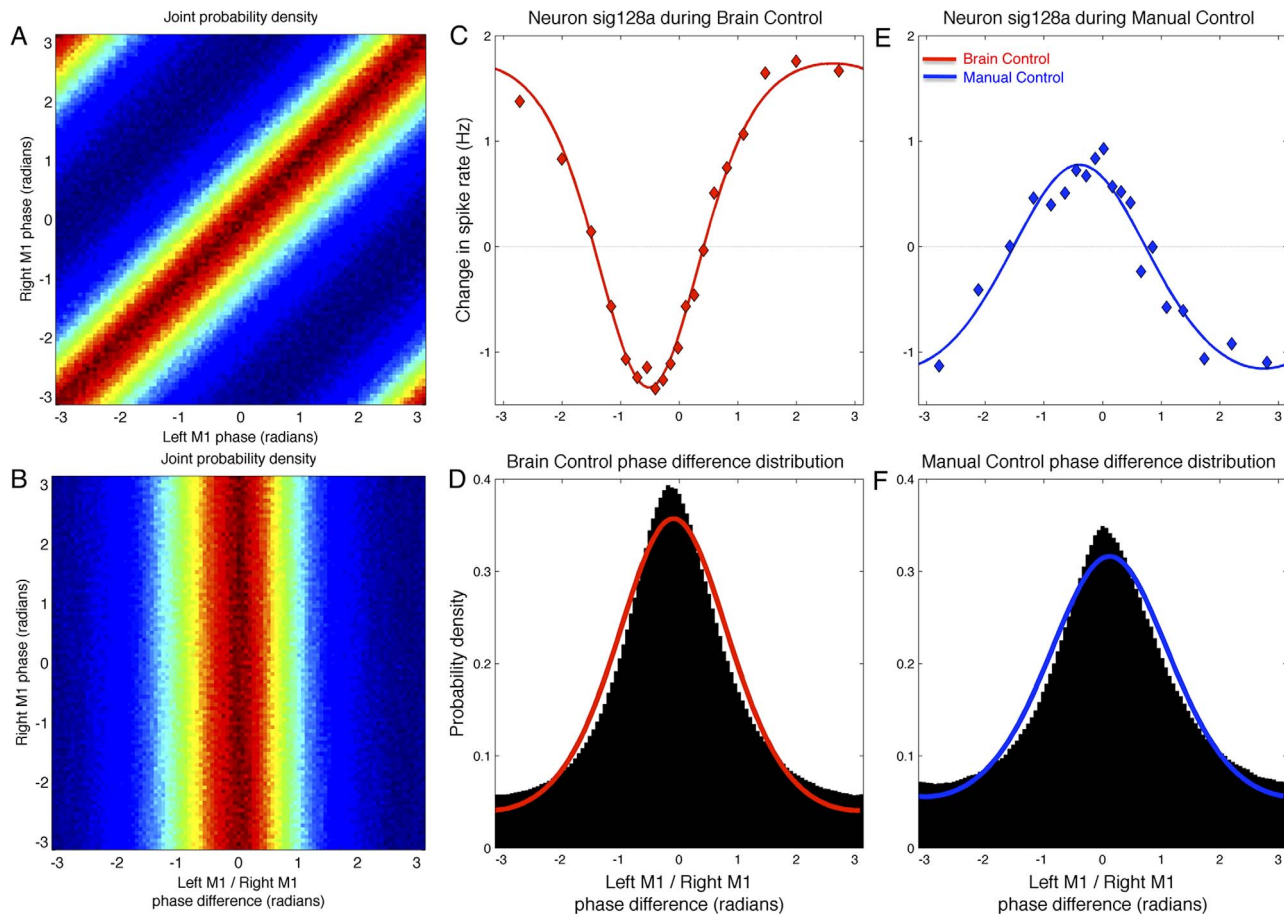 A
Joint probability density
Right M1 phase (radians)
3
2
1
0
-1
-2
-3
-3 -2 -1 0 1 2 3
Left M1 phase (radians)
B
Joint probability density
Right M1 phase (radians)
3
2
1
0
-1
-2
-3
-3 -2 -1 0 1 2 3
Left M1 / Right M1
phase difference (radians)
C
Neuron sig128a during Brain Control
Change in spike rate (Hz)
2
1
0
-1
-3 -2 -1 0 1 2 3
D
Brain Control phase difference distribution
Probability density
0.4
0.3
0.2
0.1
0
-3 -2 -1 0 1 2 3
Left M1 / Right M1
phase difference (radians)
E
Neuron sig128a during Manual Control
Brain Control
Manual Control
2
1
0
-1
-3 -2 -1 0 1 2 3
F
Manual Control phase difference distribution
0.4
0.3
0.2
0.1
0
-3 -2 -1 0 1 2 3
Left M1 / Right M1
phase difference (radians)